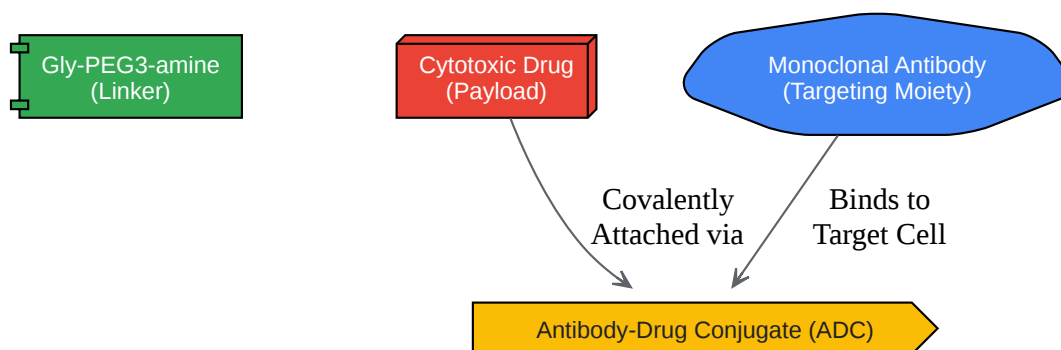 Gly-PEG3-amine
(Linker)
Cytotoxic Drug
(Payload)
Monoclonal Antibody
(Targeting Moiety)
Covalently
Attached via
Binds to
Target Cell
Antibody-Drug Conjugate (ADC)